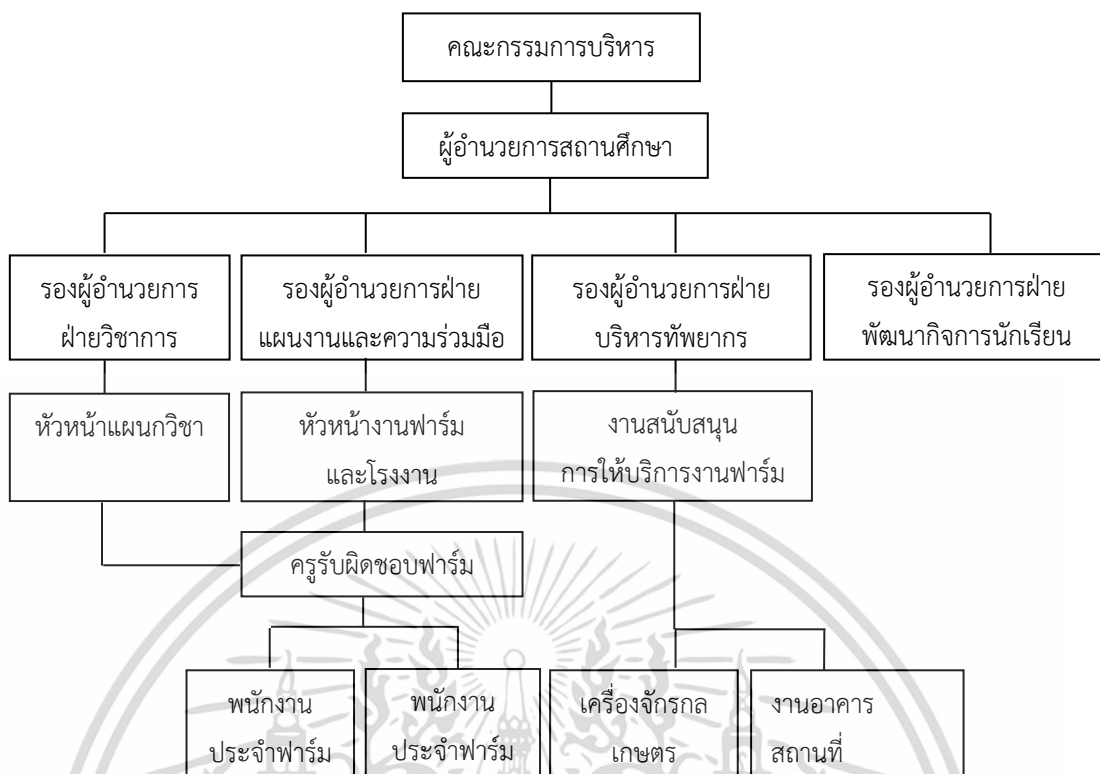 คณะกรรมการบริหาร
ผู้อำนวยการสถานศึกษา
รองผู้อำนวยการ
ฝ่ายวิชาการ
รองผู้อำนวยการฝ่าย
แผนงานและความร่วมมือ
รองผู้อำนวยการฝ่าย
บริหารทัพยากร
รองผู้อำนวยการฝ่าย
พัฒนากิจการนักเรียน
หัวหน้าแผนกวิชา
หัวหน้างานฟาร์ม
และโรงงาน
งานสนับสนุน
การให้บริการงานฟาร์ม
ครูรับผิดชอบฟาร์ม
พนักงาน
ประจำฟาร์ม
พนักงาน
ประจำฟาร์ม
เครื่องจักรกล
เกษตร
งานอาคาร
สถานที่